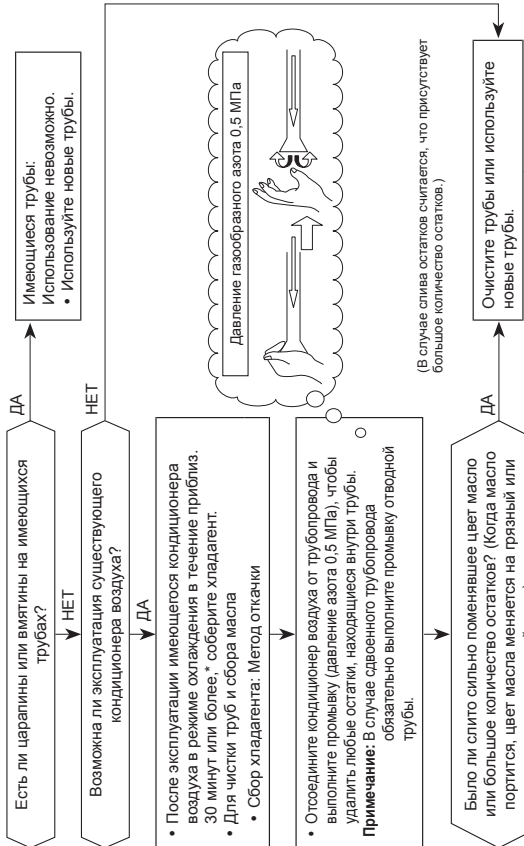 Есть ли царапины или вмятины на имеющихся
трубах?
ДА
Имеющиеся трубы:
Использование невозможно.
• Используйте новые трубы.
НЕТ
Возможна ли эксплуатация существующего
кондиционера воздуха?
НЕТ
ДА
• После эксплуатации имеющегося кондиционера
воздуха в режиме охлаждения в течение приблиз.
30 минут или более,* соберите хладагент.
• Для чистки труб и сбора масла
• Сбор хладагента: Метод откачки
Давление газообразного азота 0,5 МПа
• Отсоедините кондиционер воздуха от трубопровода и
выполните промывку (давление азота 0,5 МПа), чтобы
удалить любые остатки, находящиеся внутри трубы.
Примечание: В случае сдвоенного трубопровода
обязательно выполните промывку отводной
трубы.
(В случае слива остатков считается, что присутствует
большое количество остатков.)
Было ли слито сильно поменявшее цвет масло
или большое количество остатков? (Когда масло
портится, цвет масла меняется на грязный или
ДА
Очистите трубы или используйте
новые трубы.